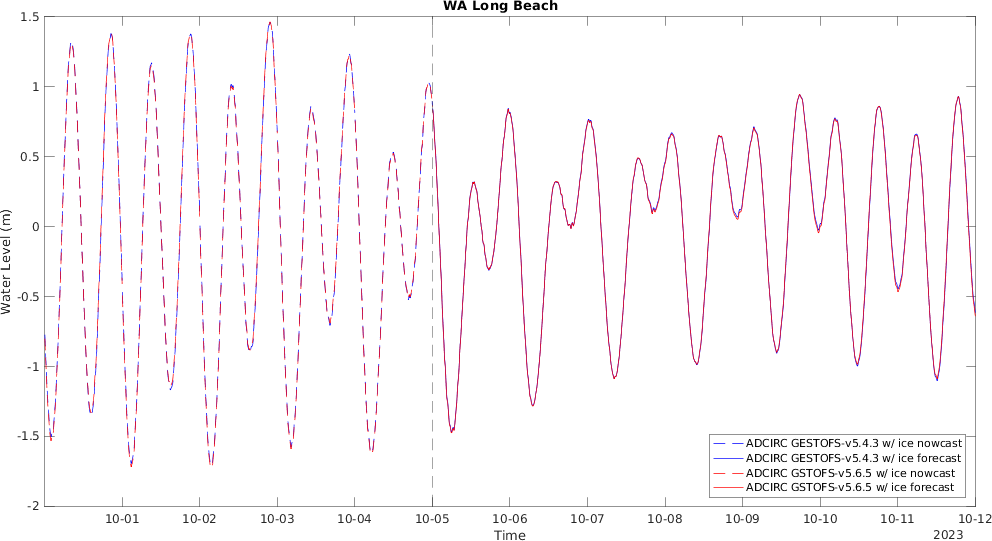 WA Long Beach
1.5
1
0.5
0
-0.5
-1
-1.5
-2
Water Level (m)
ADCIRC GESTOFS-v5.4.3 w/ ice nowcast
ADCIRC GESTOFS-v5.4.3 w/ ice forecast
ADCIRC GSTOFS-v5.6.5 w/ ice nowcast
ADCIRC GSTOFS-v5.6.5 w/ ice forecast
10-01 10-02 10-03 10-04 10-05 10-06 10-07 10-08 10-09 10-10 10-11 10-12
Time
2023